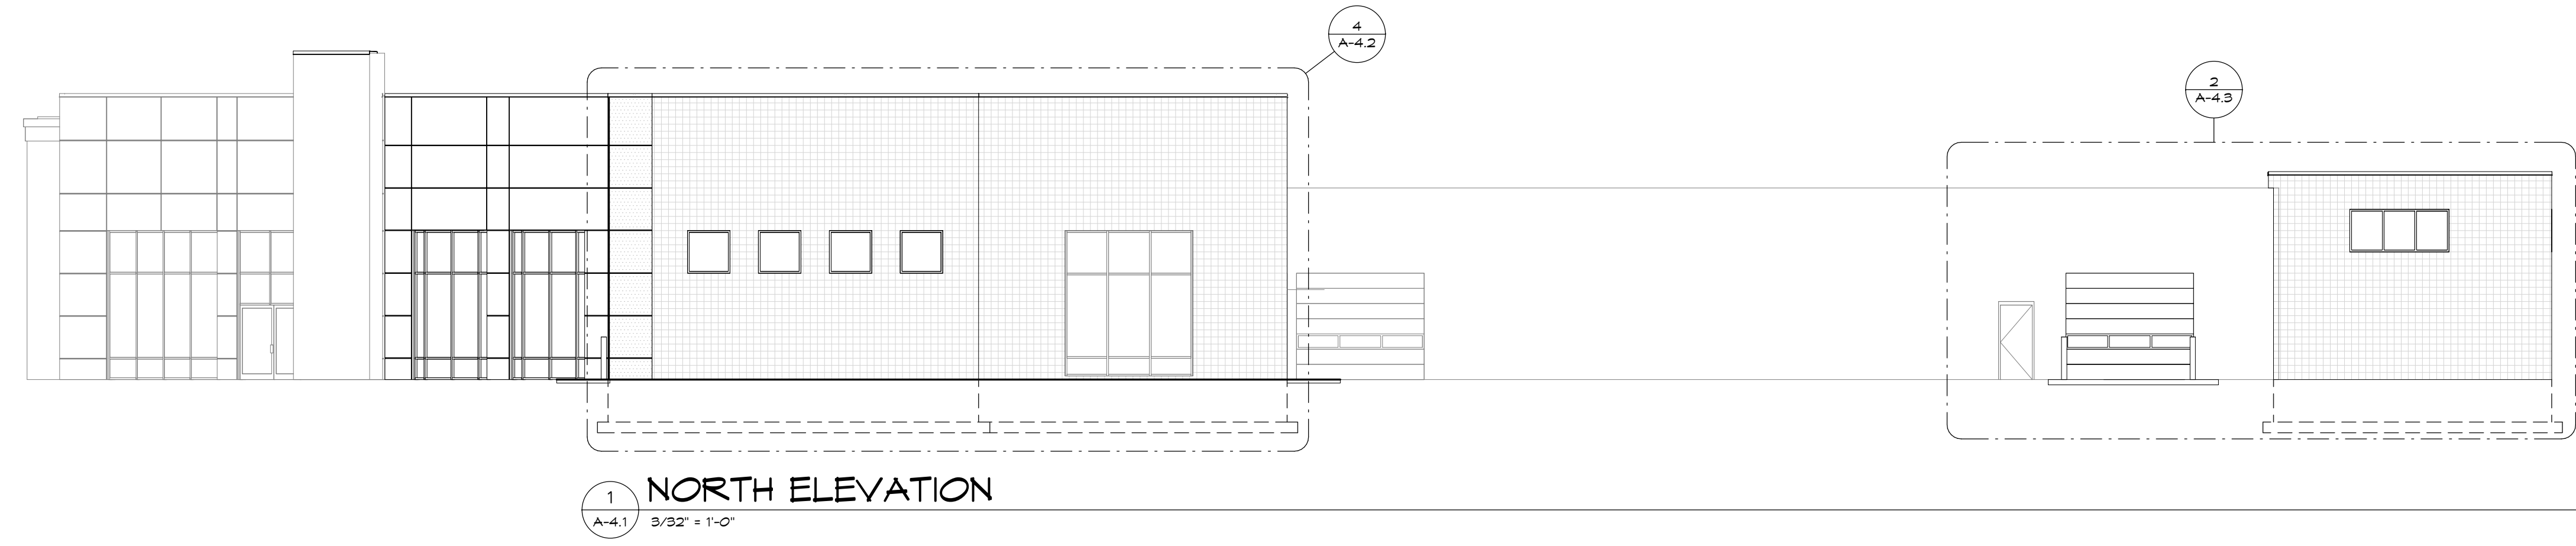 4
A-4.2
2
A-4.3
1
A-4.1
NORTH ELEVATION
3/32" = 1'-0"